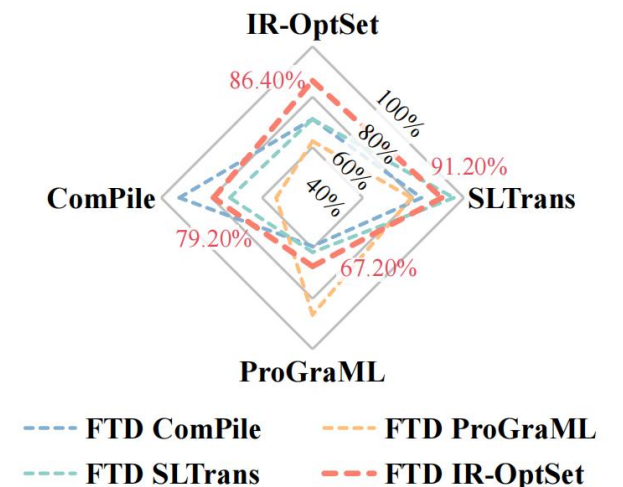 IR-OptSet
86.40%
100%
80%
60%
40%
91.20%
ComPile
SLTrans
79.20%
67.20%
ProGraML
FTD ComPile
FTD ProGraML
FTD SLTrans
FTD IR-OptSet